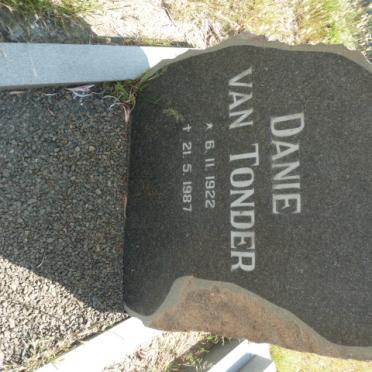 DANIE
VAN TONDER
* 6. 11. 1922
† 21. 5. 1987